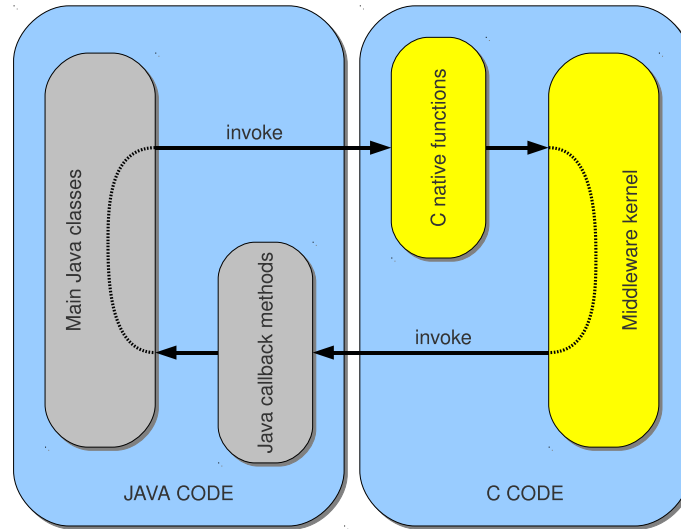 invoke
C native functions
Main Java classes
Middleware kernel
Java callback methods
invoke
JAVA CODE
C CODE